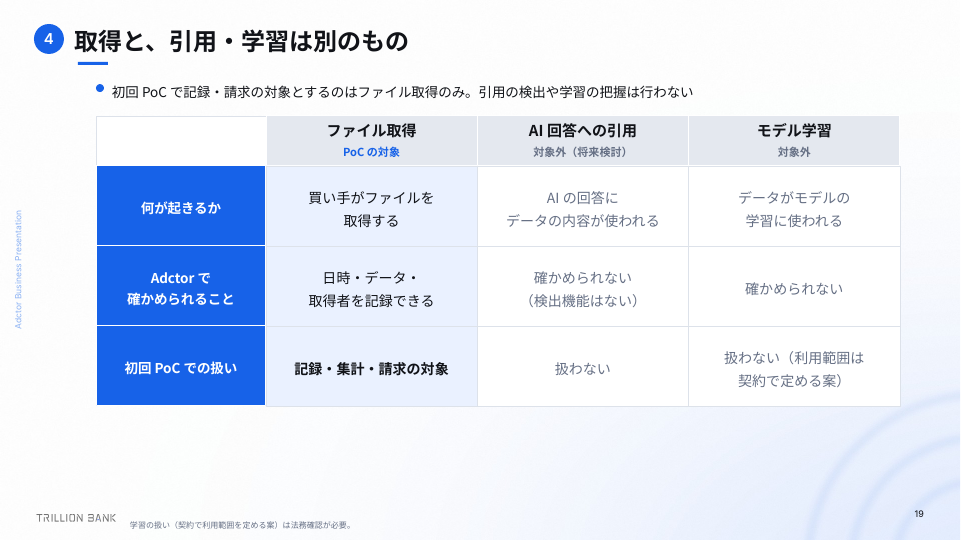 4
取得と、引用・学習は別のもの
初回 PoC で記録・請求の対象とするのはファイル取得のみ。引用の検出や学習の把握は行わない
ファイル取得
PoC の対象
AI 回答への引用
対象外（将来検討）
モデル学習
対象外
何が起きるか
買い手がファイルを
取得する
AI の回答に
データの内容が使われる
データがモデルの
学習に使われる
Adctor で
確かめられること
日時・データ・
取得者を記録できる
確かめられない
（検出機能はない）
確かめられない
初回 PoC での扱い
記録・集計・請求の対象
扱わない
扱わない（利用範囲は
契約で定める案）
Adctor Business Presentation
TRILLION BANK
学習の扱い（契約で利用範囲を定める案）は法務確認が必要。
19